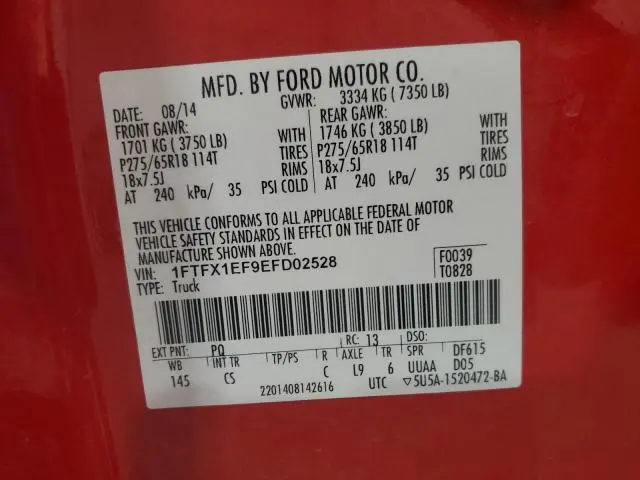 MFD. BY FORD MOTOR CO.
DATE: 08/14 GVWR: 3334 KG ( 7350 LB)
FRONT GAWR: REAR GAWR:
1701 KG ( 3750 LB) WITH 1746 KG ( 3850 LB) WITH
P275/65R18 114T TIRES P275/65R18 114T TIRES
18x7.5J RIMS 18x7.5J RIMS
AT 240 kPa/ 35 PSI COLD AT 240 kPa/ 35 PSI COLD
THIS VEHICLE CONFORMS TO ALL APPLICABLE FEDERAL MOTOR
VEHICLE SAFETY STANDARDS IN EFFECT ON THE DATE OF
MANUFACTURE SHOWN ABOVE.
VIN: 1FTFX1EF9EFD02528 F0039
TYPE: Truck T0828
EXT PNT: PQ RC: 13 DSO:
WB INT TR TP/PS R AXLE TR SPR DF615
145 CS C L9 6 UUAA D05
2201408142616 UTC ▽5U5A-1520472-BA